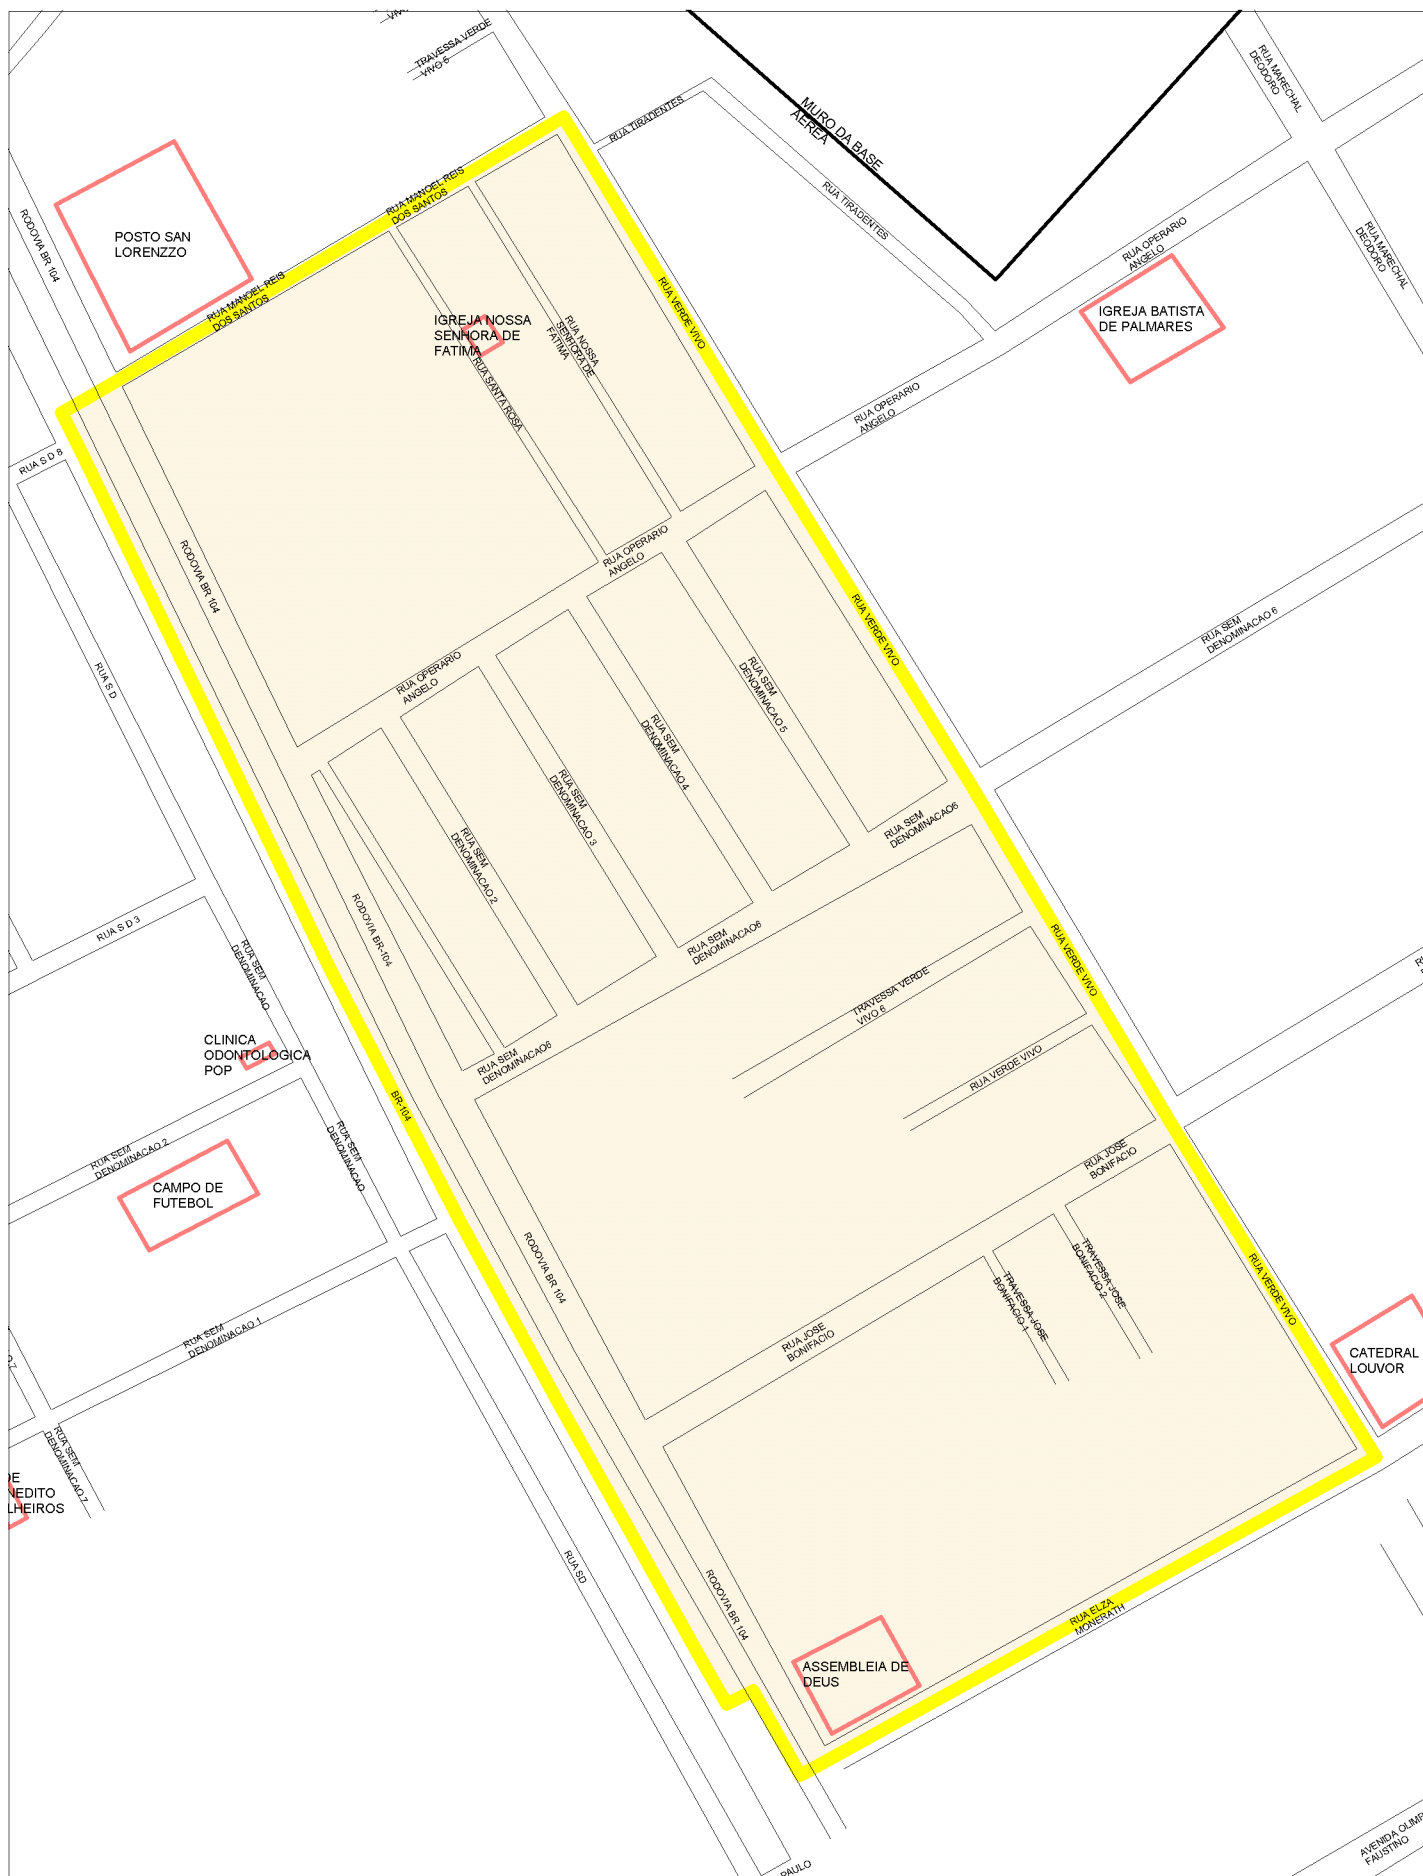 TRAVESSA VERDE
VIVO 5
RUA MARECHAL
DEODORO
RUA TIRADENTES
MURO DA BASE
AEREA
RUA TIRADENTES
RUA MANOEL REIS
DOS SANTOS
RODOVIA BR 104
POSTO SAN
LORENZZO
RUA OPERARIO
ANGELO
RUA MARECHAL
DEODORO
RUA MANOEL REIS
DOS SANTOS
RUA VERDE VIVO
IGREJA NOSSA
SENHORA DE
FATIMA
RUA NOSSA
SENHORA DE
FATIMA
IGREJA BATISTA
DE PALMARES
RUA SANTA ROSA
RUA OPERARIO
ANGELO
RUA S D 8
RODOVIA BR 104
RUA OPERARIO
ANGELO
RUA VERDE VIVO
RUA SEM
DENOMINACAO 6
RUA S D
RUA OPERARIO
ANGELO
RUA SEM
DENOMINACAO 5
RUA SEM
DENOMINACAO 4
RUA SEM
DENOMINACAO 3
RUA SEM
DENOMINACAO 2
RUA SEM
DENOMINACAO6
RUA S D 3
RODOVIA BR-104
RUA SEM
DENOMINACAO6
RUA SEM
DENOMINACAO
RUA VERDE VIVO
TRAVESSA VERDE
VIVO 6
CLINICA
ODONTOLOGICA
POP
RUA SEM
DENOMINACAO6
RUA VERDE VIVO
BR-104
RUA SEM
DENOMINACAO 2
RUA SEM
DENOMINACAO
RUA JOSE
BONIFACIO
CAMPO DE
FUTEBOL
RODOVIA BR 104
TRAVESSA JOSE
BONIFACIO 2
TRAVESSA JOSE
BONIFACIO 1
RUA VERDE VIVO
RUA SEM
DENOMINACAO 1
RUA JOSE
BONIFACIO
CATEDRAL
LOUVOR
RUA SEM
DENOMINACAO 7
DE
NEDITO
LHEIROS
RUA SD
RODOVIA BR 104
RUA ELZA
MONERATH
ASSEMBLEIA DE
DEUS
AVENIDA OLIMP
FAUSTINO
PAULO